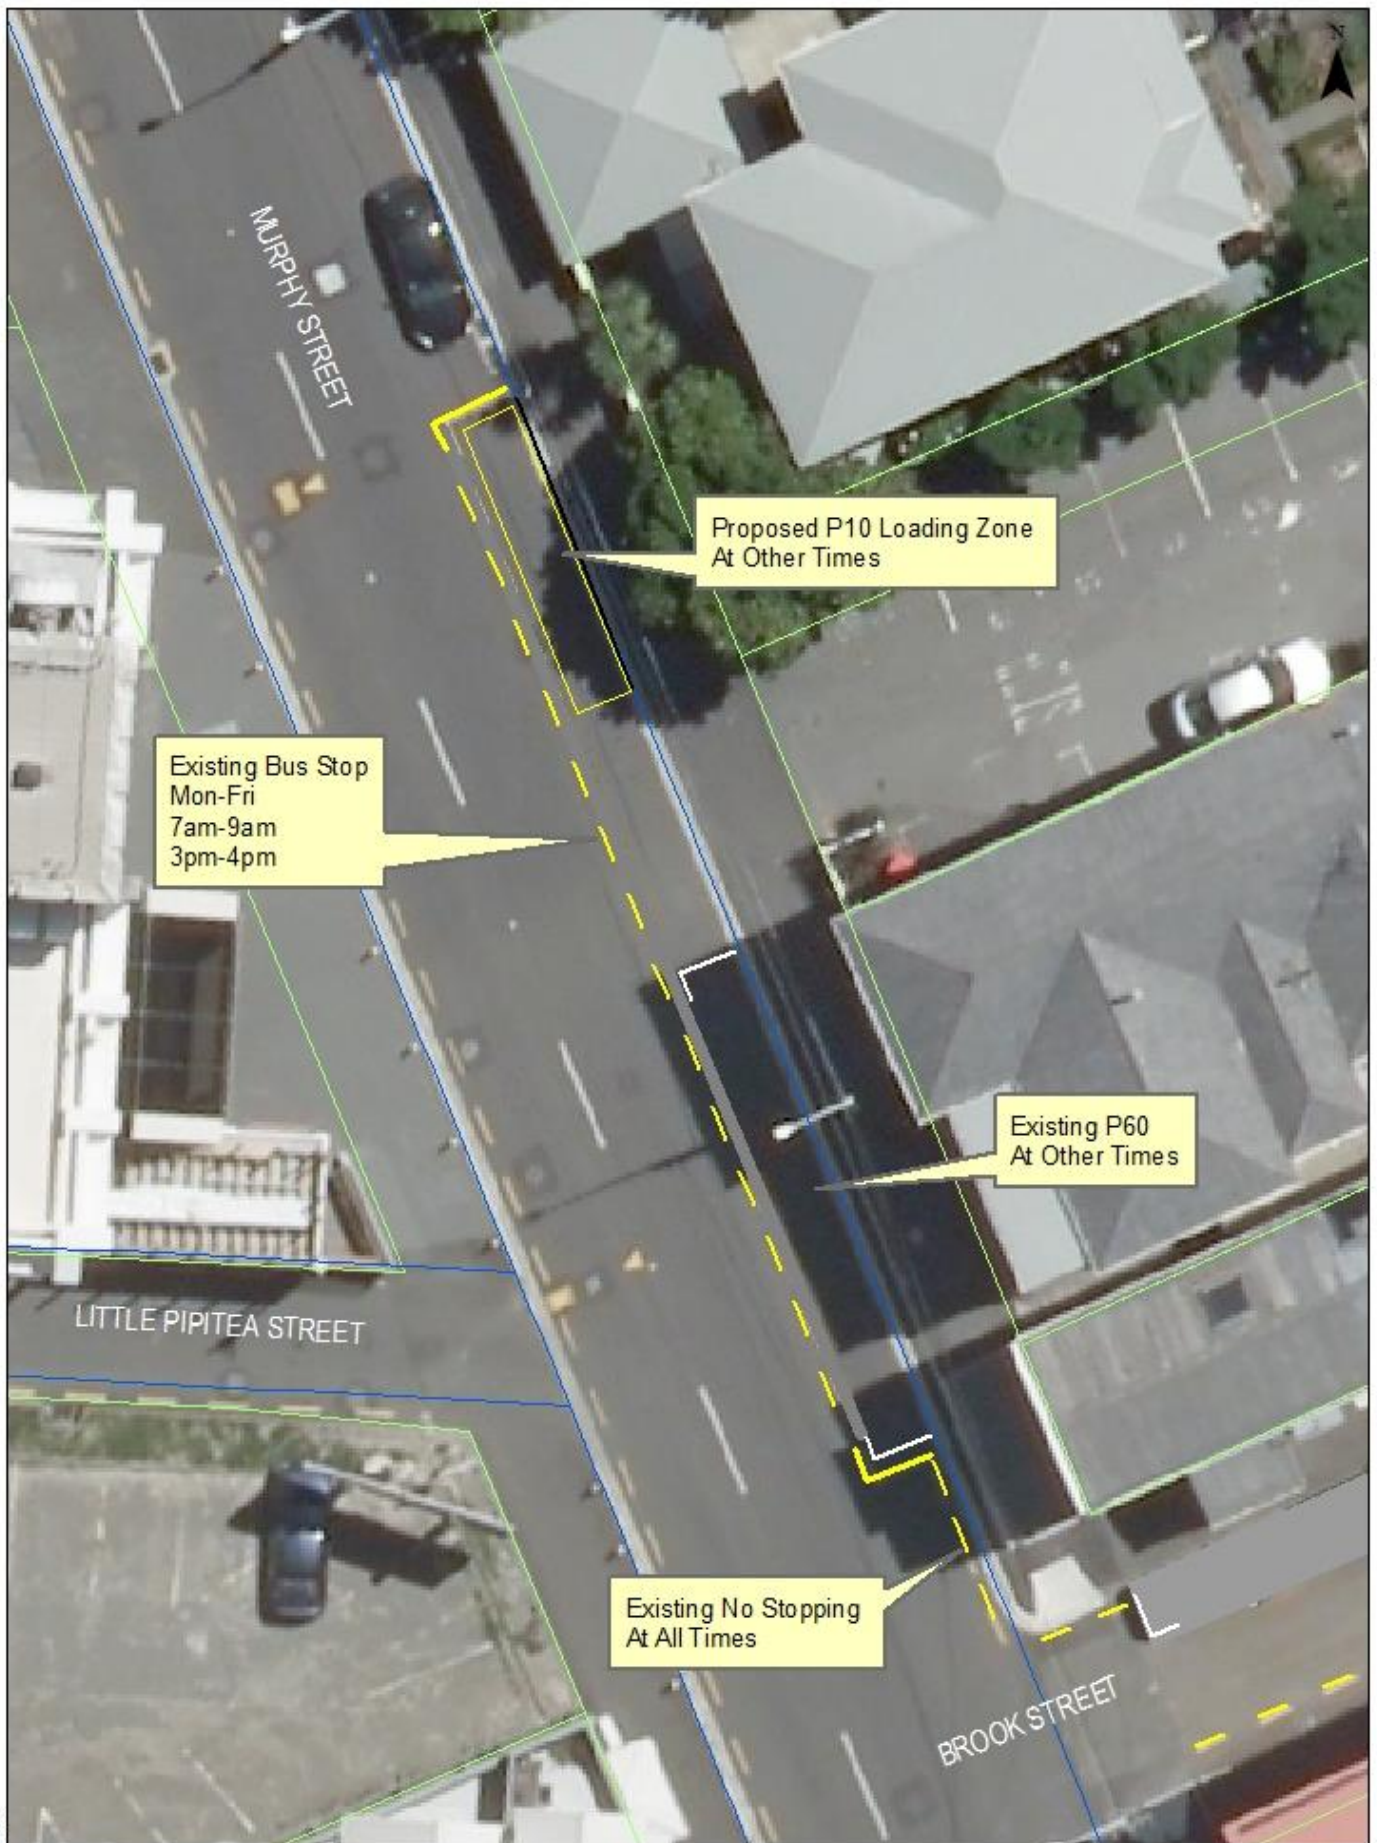 N
MURPHY STREET
Proposed P10 Loading Zone
At Other Times
Existing Bus Stop
Mon-Fri
7am-9am
3pm-4pm
Existing P60
At Other Times
LITTLE PIPITEA STREET
Existing No Stopping
At All Times
BROOK STREET